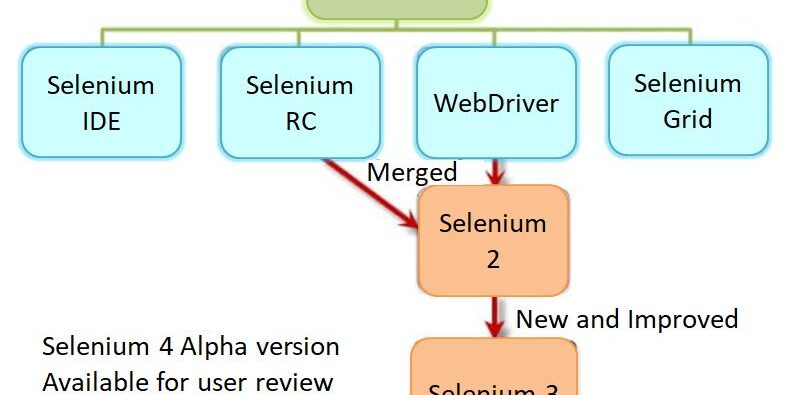 Selenium
IDE
Selenium
RC
WebDriver
Selenium
Grid
Merged
Selenium
2
New and Improved
Selenium 4 Alpha version
Available for user review
Selenium 3